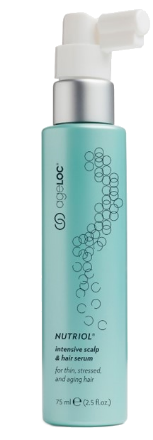 ageLOC®
NUTRIOL®
intensive scalp
& hair serum
for thin, stressed,
and aging hair
75 ml ℮ (2.5 fl.oz.)